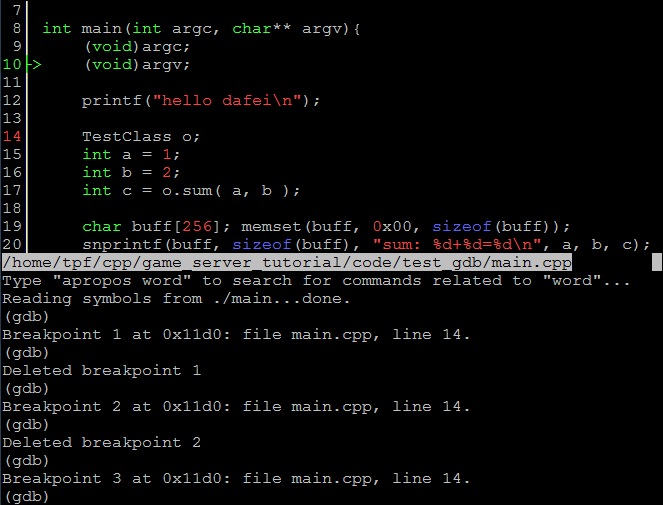 7
8 int main(int argc, char** argv){
9 (void)argc;
10-> (void)argv;
11
12 printf("hello dafei\n");
13
14 TestClass o;
15 int a = 1;
16 int b = 2;
17 int c = o.sum( a, b );
18
19 char buff[256]; memset(buff, 0x00, sizeof(buff));
20 snprintf(buff, sizeof(buff), "sum: %d+%d=%d\n", a, b, c);
/home/tpf/cpp/game_server_tutorial/code/test_gdb/main.cpp
Type "apropos word" to search for commands related to "word"...
Reading symbols from ./main...done.
(gdb)
Breakpoint 1 at 0x11d0: file main.cpp, line 14.
(gdb)
Deleted breakpoint 1
(gdb)
Breakpoint 2 at 0x11d0: file main.cpp, line 14.
(gdb)
Deleted breakpoint 2
(gdb)
Breakpoint 3 at 0x11d0: file main.cpp, line 14.
(gdb)